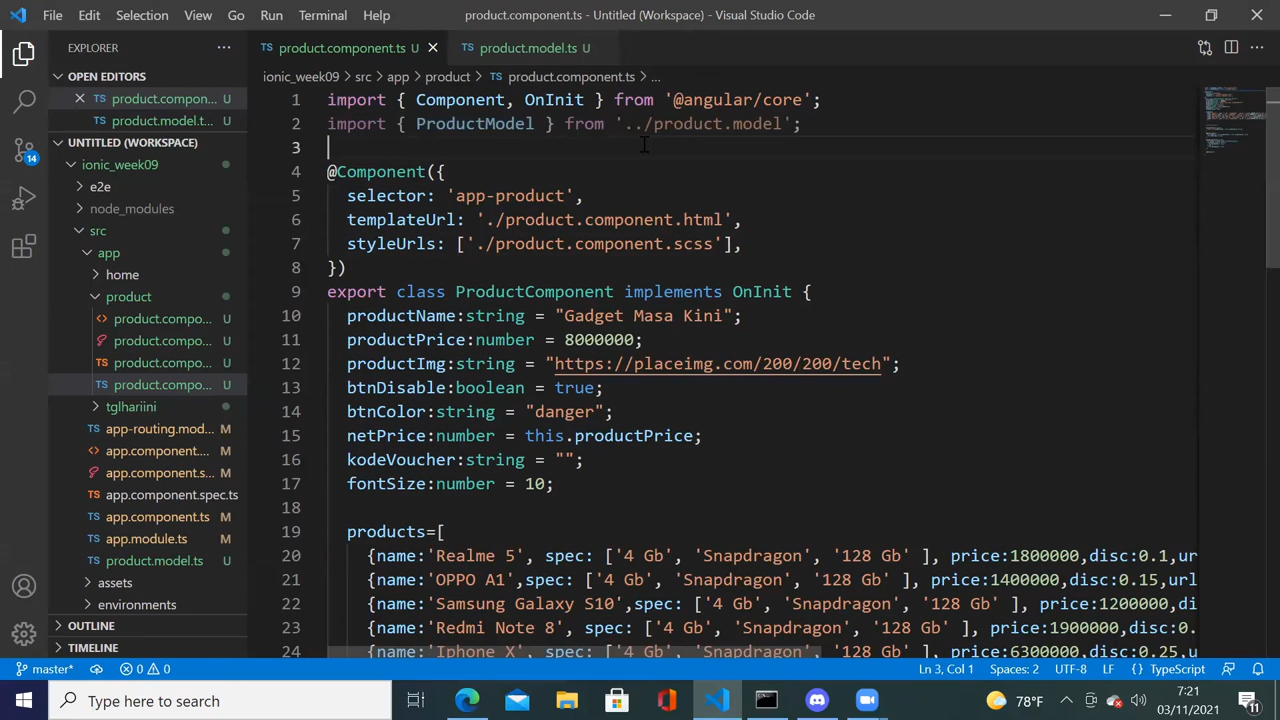 File Edit Selection View Go Run Terminal Help product.component.ts - Untitled (Workspace) - Visual Studio Code
EXPLORER ...
TS product.component.ts U TS product.model.ts U
OPEN EDITORS
TS product.compon... U
TS product.model.t... U
UNTITLED (WORKSPACE)
ionic_week09
e2e
node_modules
src
app
home
product
product.compo... U
product.compo... U
TS product.compo... U
TS product.compo... U
tglhariini
TS app-routing.mod... M
app.component.... M
app.component.s... M
TS app.component.spec.ts
TS app.component.ts M
TS app.module.ts M
TS product.model.ts U
assets
environments
OUTLINE
TIMELINE
14
ionic_week09 > src > app > product > TS product.component.ts > ...
1 import { Component, OnInit } from '@angular/core';
2 import { ProductModel } from '../product.model';
3
4 @Component({
5 selector: 'app-product',
6 templateUrl: './product.component.html',
7 styleUrls: ['./product.component.scss'],
8 })
9 export class ProductComponent implements OnInit {
10 productName:string = "Gadget Masa Kini";
11 productPrice:number = 8000000;
12 productImg:string = "https://placeimg.com/200/200/tech";
13 btnDisable:boolean = true;
14 btnColor:string = "danger";
15 netPrice:number = this.productPrice;
16 kodeVoucher:string = "";
17 fontSize:number = 10;
18
19 products=[
20 {name:'Realme 5', spec: ['4 Gb', 'Snapdragon', '128 Gb' ], price:1800000,disc:0.1,ur
21 {name:'OPPO A1',spec: ['4 Gb', 'Snapdragon', '128 Gb' ], price:1400000,disc:0.15,url
22 {name:'Samsung Galaxy S10',spec: ['4 Gb', 'Snapdragon', '128 Gb' ], price:1200000,di
23 {name:'Redmi Note 8', spec: ['4 Gb', 'Snapdragon', '128 Gb' ], price:1900000,disc:0.
24 {name:'Iphone X', spec: ['4 Gb', 'Snapdragon', '128 Gb' ], price:6300000,disc:0.25,u
master* 0 0 Ln 3, Col 1 Spaces: 2 UTF-8 LF TypeScript
Type here to search 78°F 7:21
03/11/2021 11